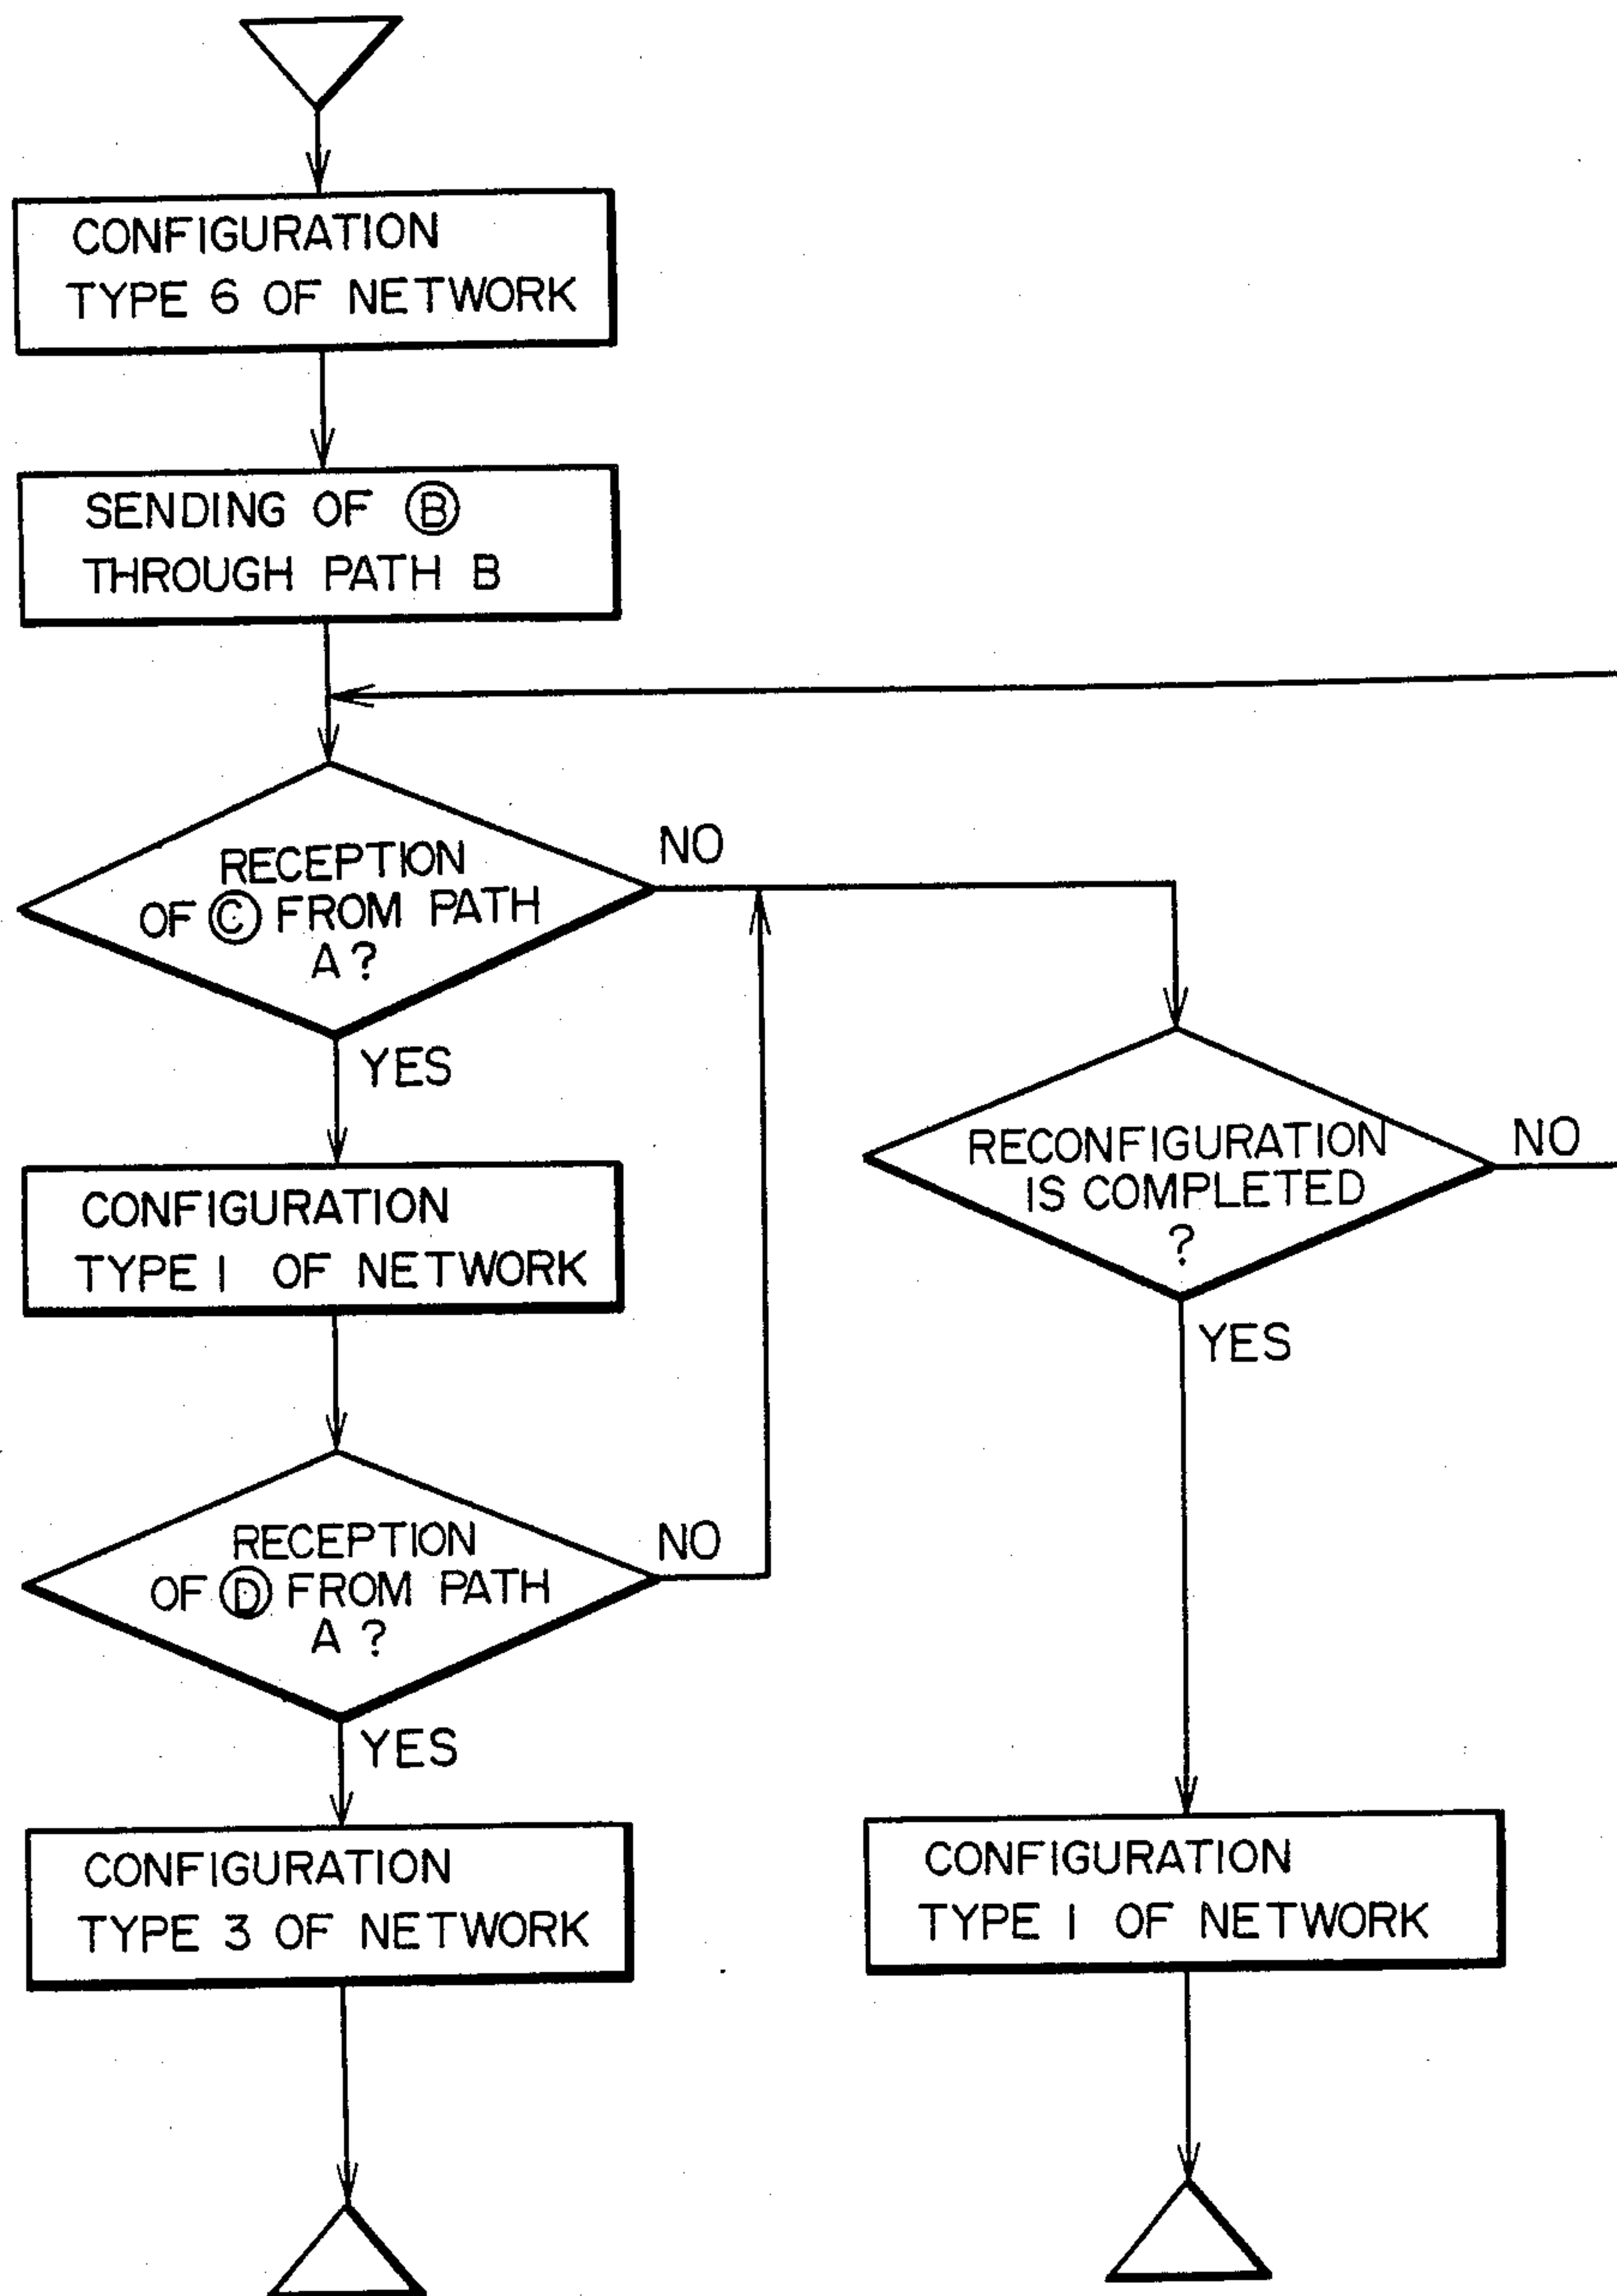 CONFIGURATION
TYPE 6 OF NETWORK
SENDING OF Ⓑ
THROUGH PATH B
RECEPTION
OF Ⓒ FROM PATH
A?
NO
YES
CONFIGURATION
TYPE 1 OF NETWORK
RECEPTION
OF Ⓓ FROM PATH
A?
NO
YES
CONFIGURATION
TYPE 3 OF NETWORK
RECONFIGURATION
IS COMPLETED
?
NO
YES
CONFIGURATION
TYPE 1 OF NETWORK